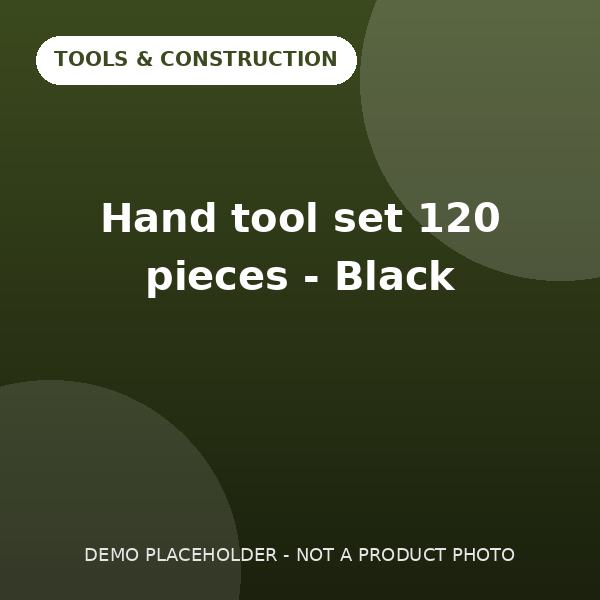 TOOLS & CONSTRUCTION
Hand tool set 120
pieces - Black
DEMO PLACEHOLDER - NOT A PRODUCT PHOTO